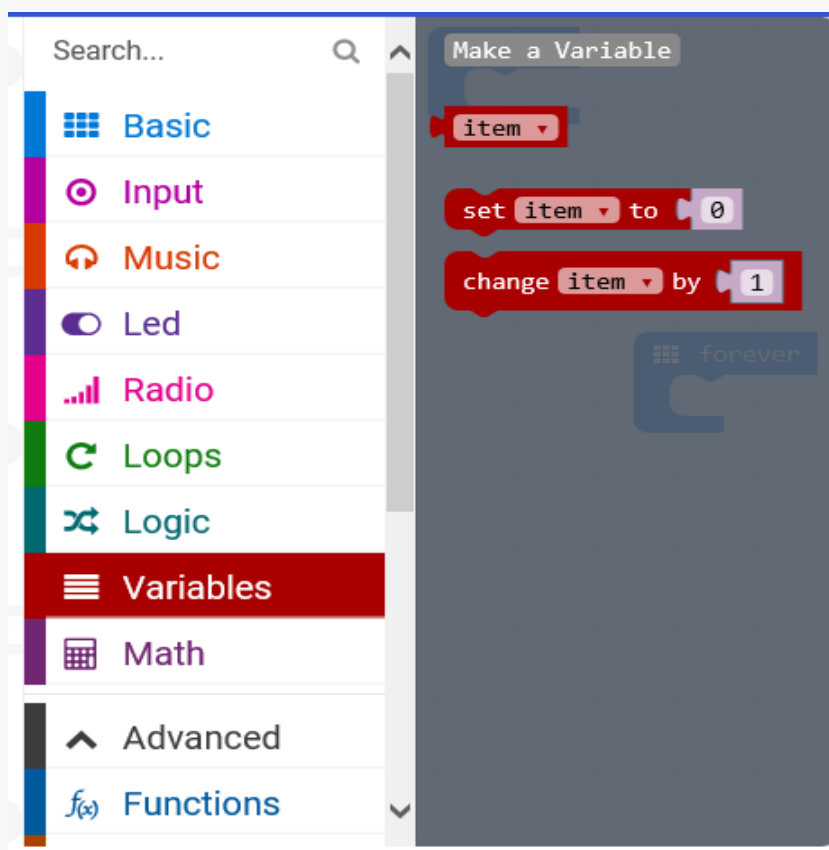 Search...
Basic
Input
Music
Led
Radio
Loops
Logic
Variables
Math
Advanced
f(x) Functions
Make a Variable
item
set item to 0
change item by 1
forever